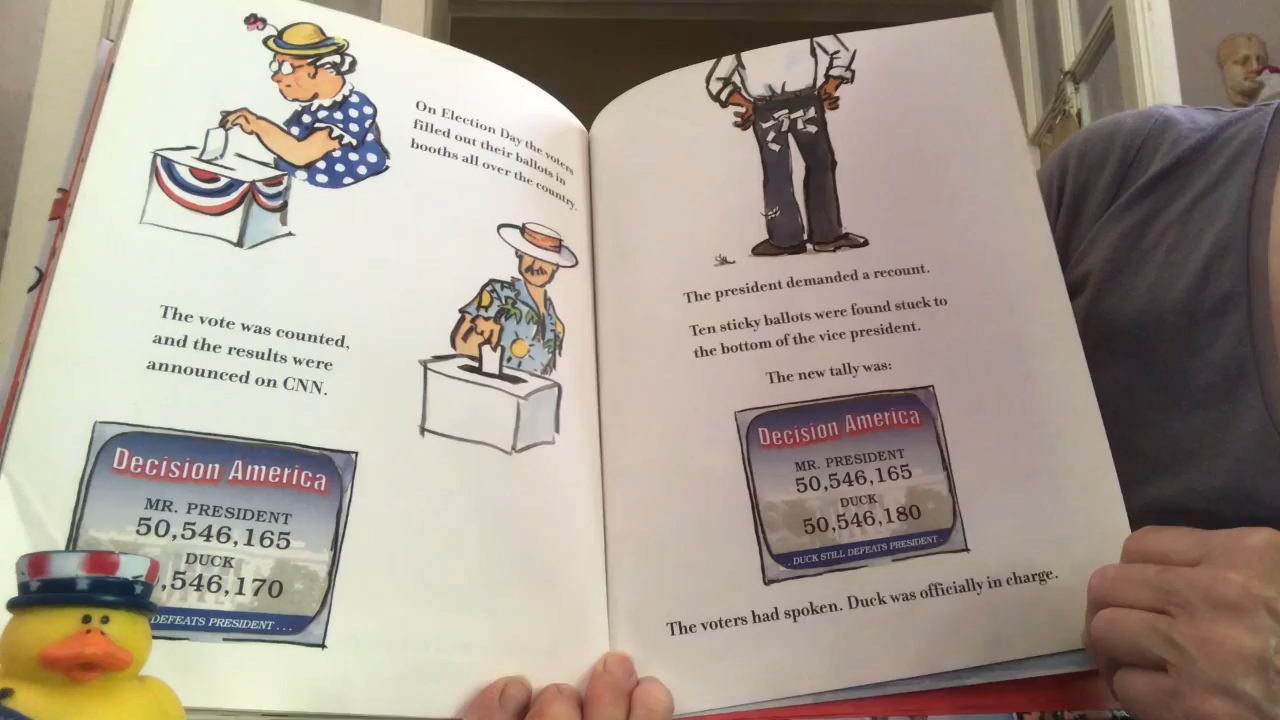 On Election Day the voters
filled out their ballots in
booths all over the country.
The vote was counted,
and the results were
announced on CNN.
Decision America
MR. PRESIDENT
50,546,165
DUCK
,546,170
DEFEATS PRESIDENT . . .
The president demanded a recount.
Ten sticky ballots were found stuck to
the bottom of the vice president.
The new tally was:
Decision America
MR. PRESIDENT
50,546,165
DUCK
50,546,180
. DUCK STILL DEFEATS PRESIDENT .
The voters had spoken. Duck was officially in charge.